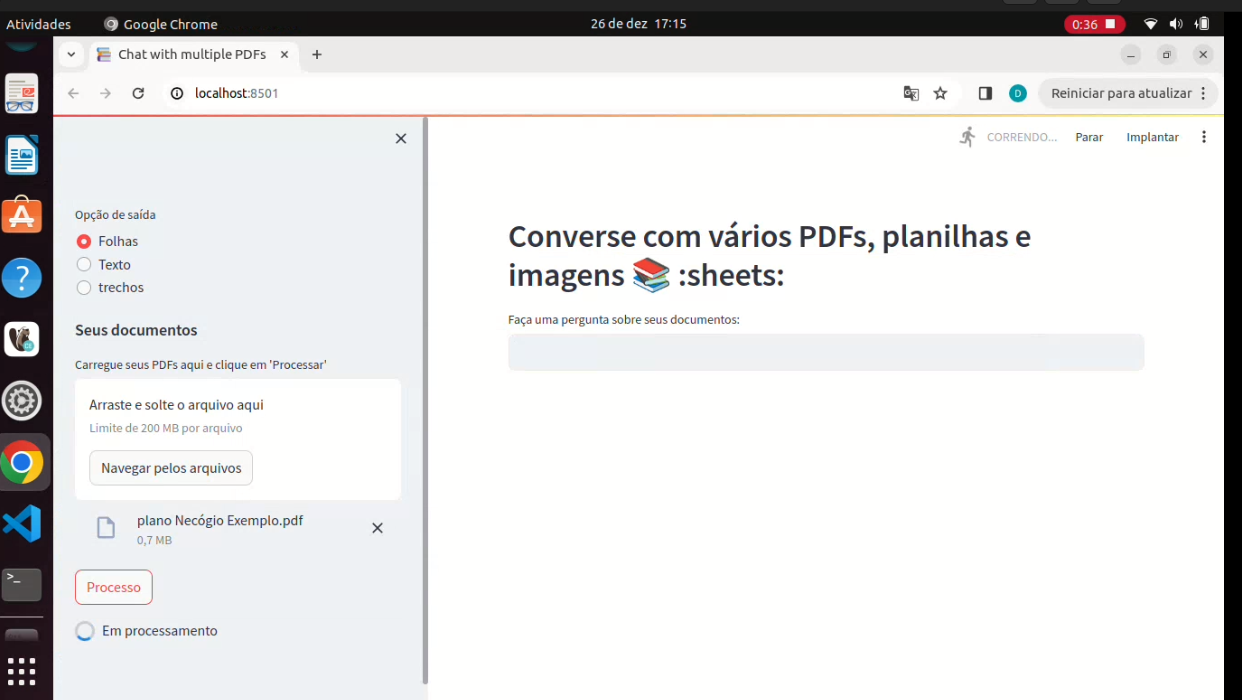 Atividades
Google Chrome
26 de dez 17:15
0:36
Chat with multiple PDFs
localhost:8501
D
Reiniciar para atualizar
CORRENDO...
Parar
Implantar
Opção de saída
Folhas
Texto
trechos
Seus documentos
Carregue seus PDFs aqui e clique em 'Processar'
Arraste e solte o arquivo aqui
Limite de 200 MB por arquivo
Navegar pelos arquivos
plano Necógio Exemplo.pdf
0,7 MB
Processo
Em processamento
Converse com vários PDFs, planilhas e
imagens 📚 :sheets:
Faça uma pergunta sobre seus documentos: